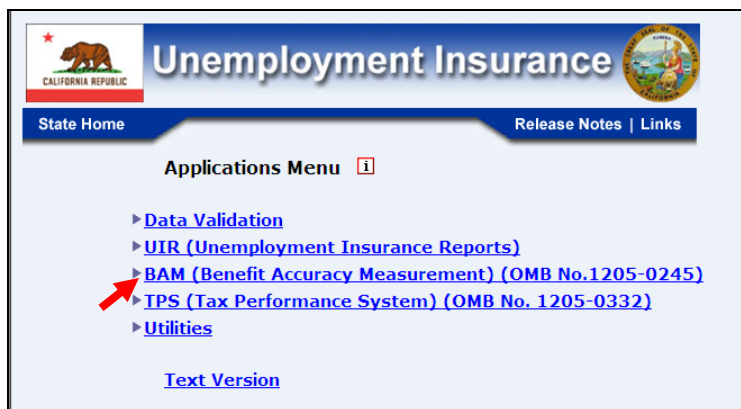 CALIFORNIA REPUBLIC
Unemployment Insurance
State Home
Release Notes | Links
Applications Menu i
Data Validation
UIR (Unemployment Insurance Reports)
BAM (Benefit Accuracy Measurement) (OMB No.1205-0245)
TPS (Tax Performance System) (OMB No. 1205-0332)
Utilities
Text Version